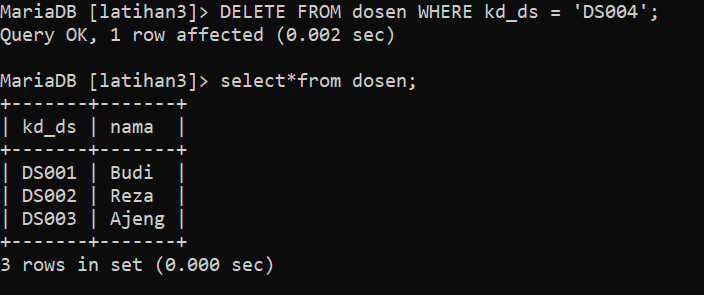 MariaDB [latihan3]> DELETE FROM dosen WHERE kd_ds = 'DS004';
Query OK, 1 row affected (0.002 sec)
MariaDB [latihan3]> select*from dosen;
+-------+-------+
| kd_ds | nama  |
+-------+-------+
| DS001 | Budi  |
| DS002 | Reza  |
| DS003 | Ajeng |
+-------+-------+
3 rows in set (0.000 sec)